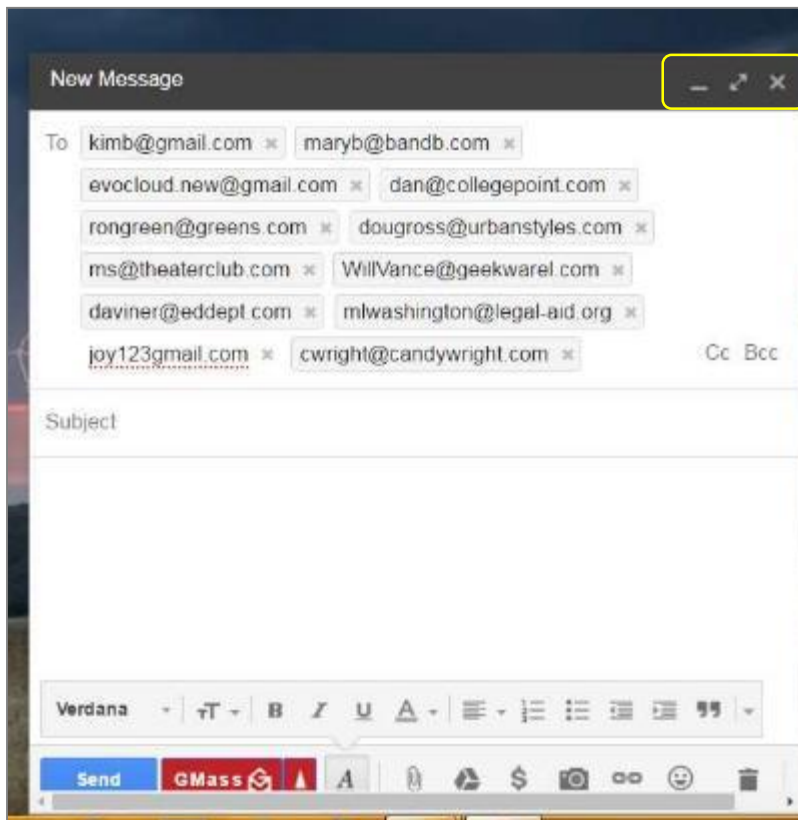 New Message
To kimb@gmail.com maryb@bandb.com
evocloud.new@gmail.com dan@collegepoint.com
rongreen@greens.com dougross@urbanstyles.com
ms@theaterclub.com WillVance@geekwarel.com
daviner@eddept.com mlwashington@legal-aid.org
joy123gmail.com cwright@candywright.com Cc Bcc
Subject
Verdana
Send GMass